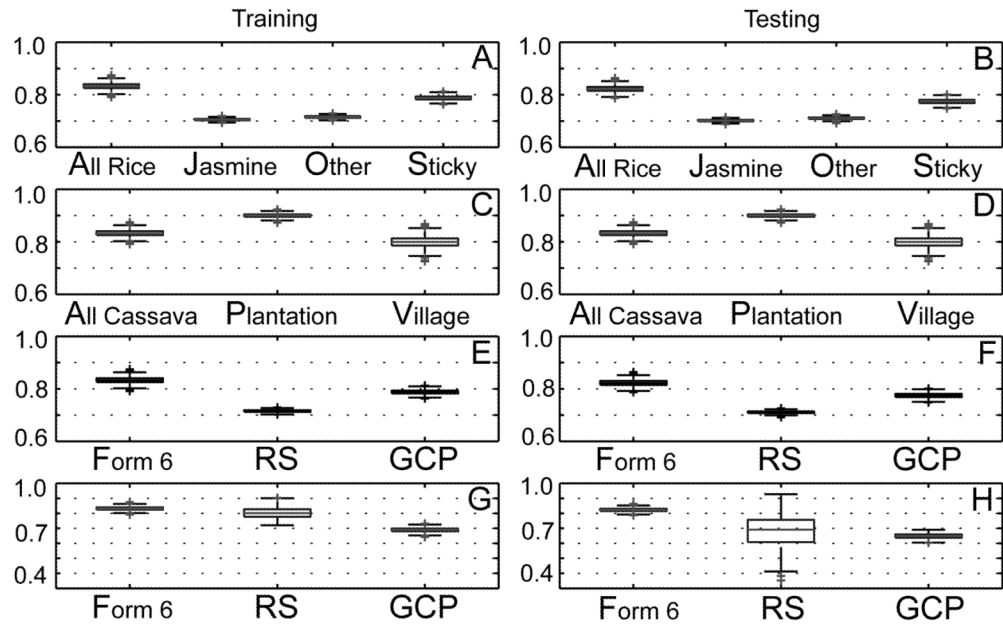 Training Testing
1.0 A 1.0 B
0.8 0.8
0.6 0.6
All Rice Jasmine Other Sticky All Rice Jasmine Other Sticky
1.0 C 1.0 D
0.8 0.8
0.6 0.6
All Cassava Plantation Village All Cassava Plantation Village
1.0 E 1.0 F
0.8 0.8
0.6 0.6
Form 6 RS GCP Form 6 RS GCP
1.0 G 1.0 H
0.7 0.7
0.4 0.4
Form 6 RS GCP Form 6 RS GCP